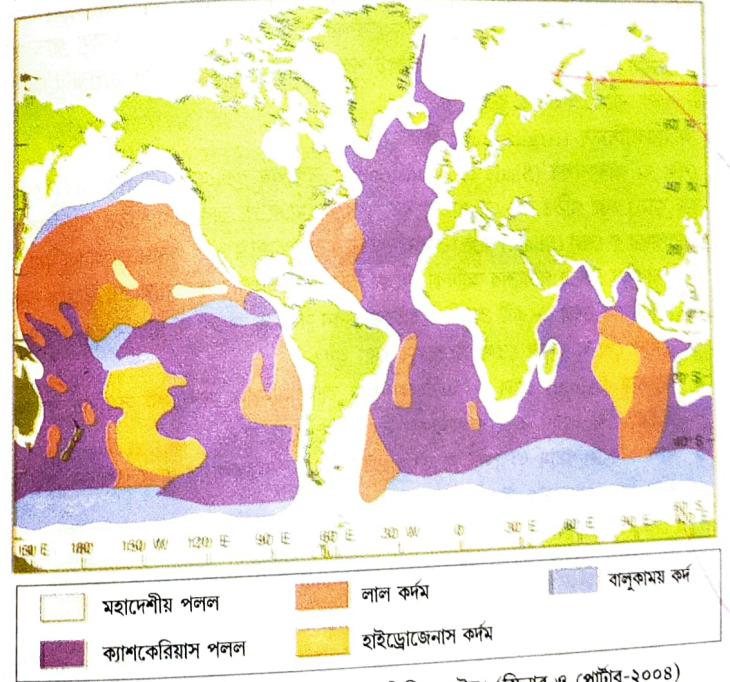 160 E 180 150 W 120 E 90 E 60 E 30 W 0 30 E 60 E 90 E
মহাদেশীয় পলল
লাল কর্দম
বালুকাময় কর্দ
ক্যাশকেরিয়াস পলল
হাইড্রোজেনাস কর্দম
পোর্টার-২০০৪)